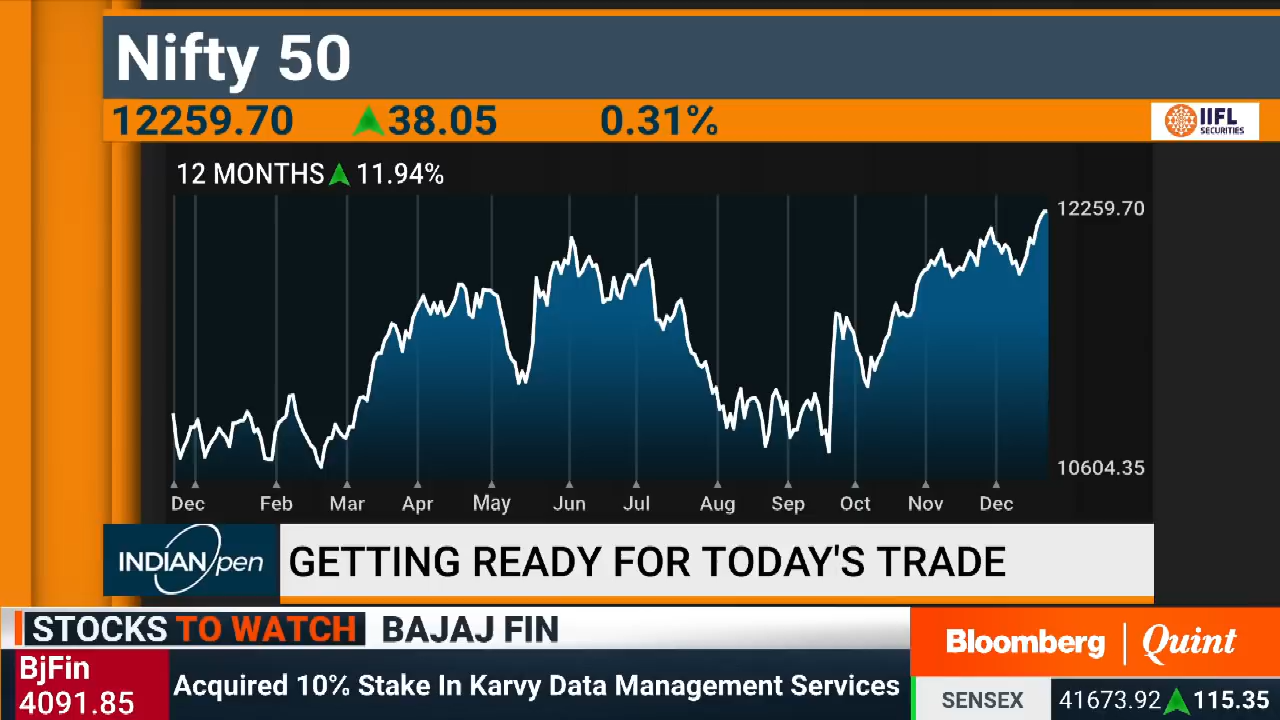 Nifty 50
12259.70 38.05 0.31%
IIFL
SECURITIES
12 MONTHS 11.94%
12259.70
10604.35
Dec Feb Mar Apr May Jun Jul Aug Sep Oct Nov Dec
INDIAN Open
GETTING READY FOR TODAY'S TRADE
STOCKS TO WATCH BAJAJ FIN
Bloomberg | Quint
BjFin
4091.85
Acquired 10% Stake In Karvy Data Management Services
SENSEX 41673.92 115.35